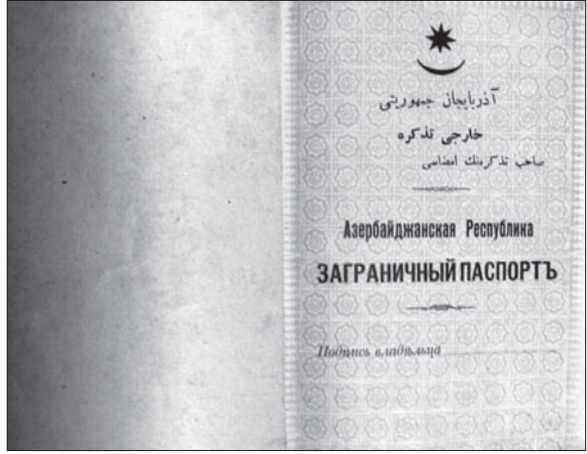 آذربایجان جمهوریتی
خارجی تذکره
صاحب تذکره‌نك امضاسی
Азербайджанская Республика
ЗАГРАНИЧНЫЙ ПАСПОРТЪ
Подпись владѣльца